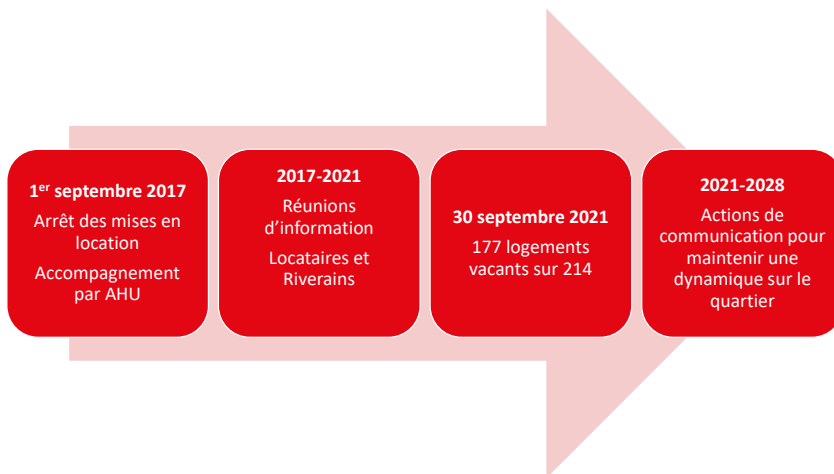 1er septembre 2017
Arrêt des mises en
location
Accompagnement
par AHU
2017-2021
Réunions
d’information
Locataires et
Riverains
30 septembre 2021
177 logements
vacants sur 214
2021-2028
Actions de
communication pour
maintenir une
dynamique sur le
quartier